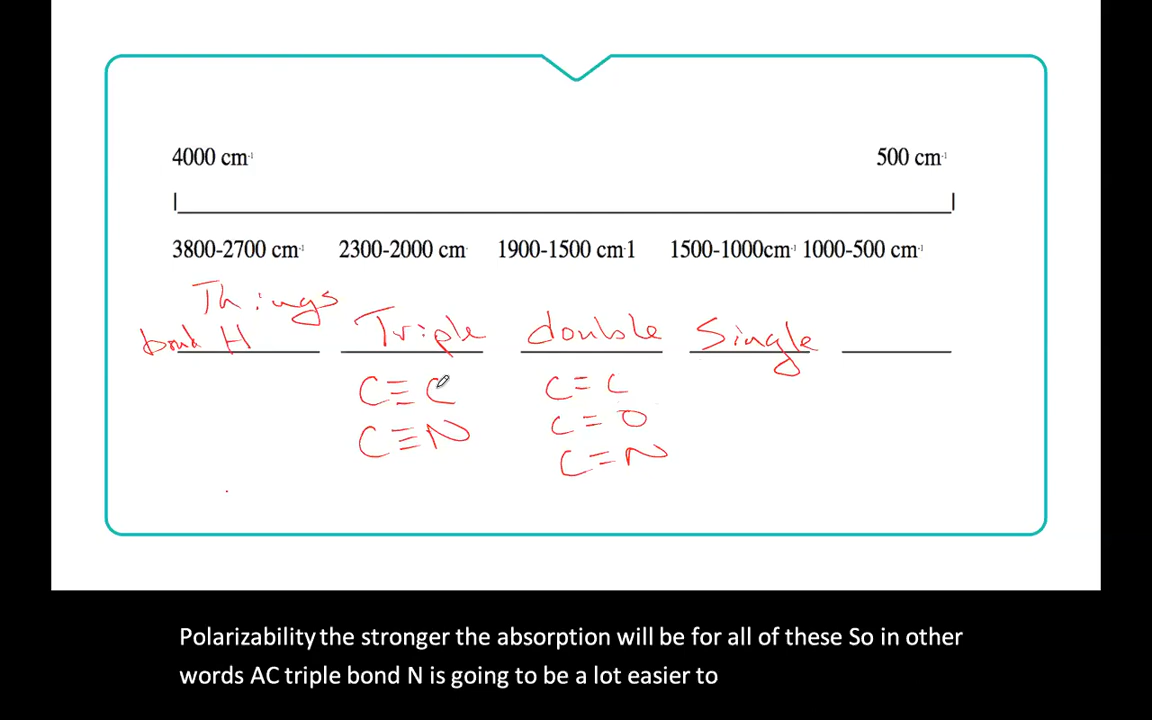 4000 cm-1 500 cm-1
3800-2700 cm-1 2300-2000 cm- 1900-1500 cm-1 1500-1000cm-1 1000-500 cm-1
Things
bond H Triple double Single
C≡C C=C
C≡N C=O
C=N
Polarizability the stronger the absorption will be for all of these So in other
words AC triple bond N is going to be a lot easier to